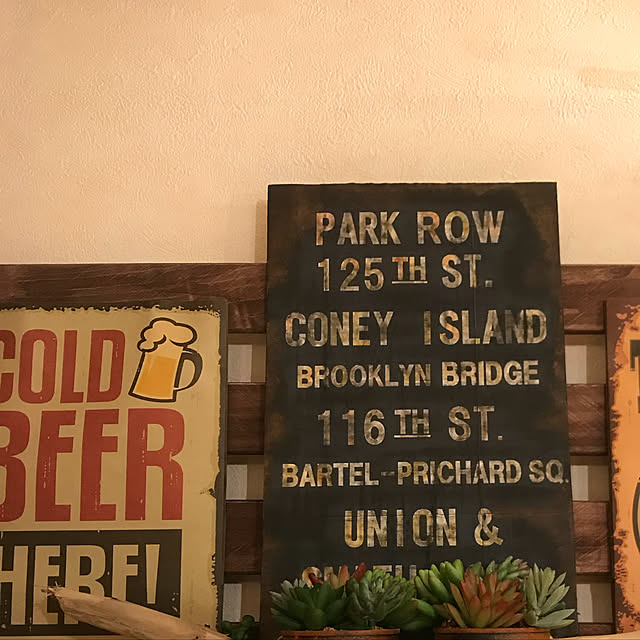 COLD
BEER
HERE!
PARK ROW
125TH ST.
CONEY ISLAND
BROOKLYN BRIDGE
116TH ST.
BARTEL-PRICHARD SQ.
UNION &